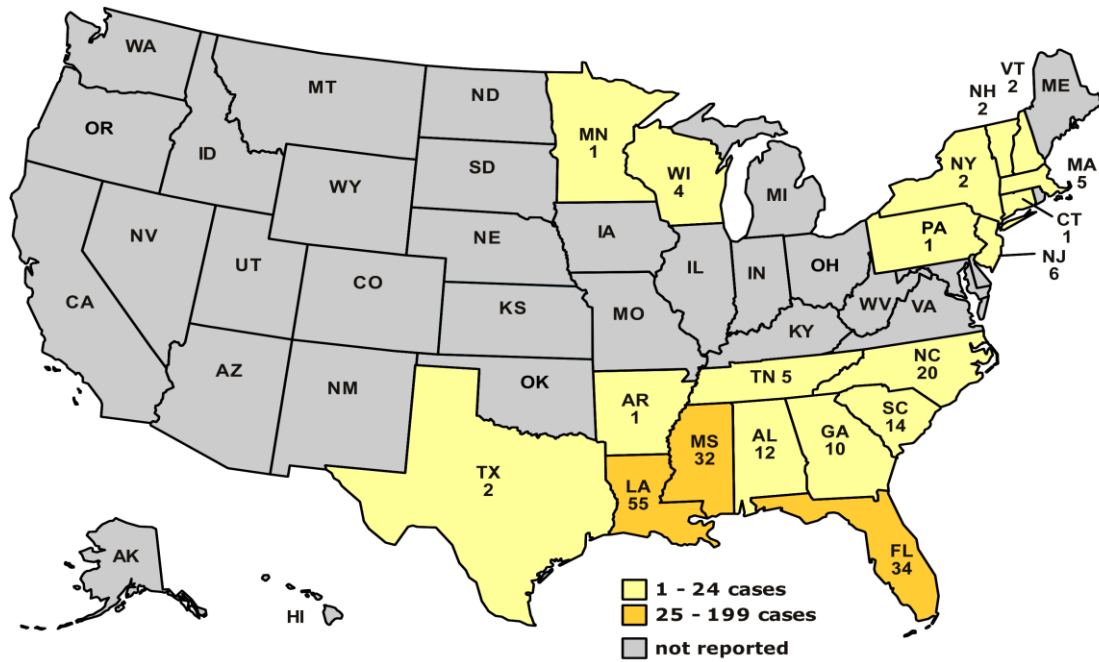 WA
MT
ND
MN
1
VT
2
NH
2
ME
OR
ID
SD
WI
4
NY
2
MA
5
WY
MI
CT
1
NV
NE
IA
PA
1
NJ
6
UT
CO
IL
IN
OH
CA
KS
MO
WV
VA
KY
AZ
NM
OK
TN 5
NC
20
AR
1
SC
14
MS
32
AL
12
GA
10
TX
2
LA
55
FL
34
AK
HI
1 - 24 cases
25 - 199 cases
not reported